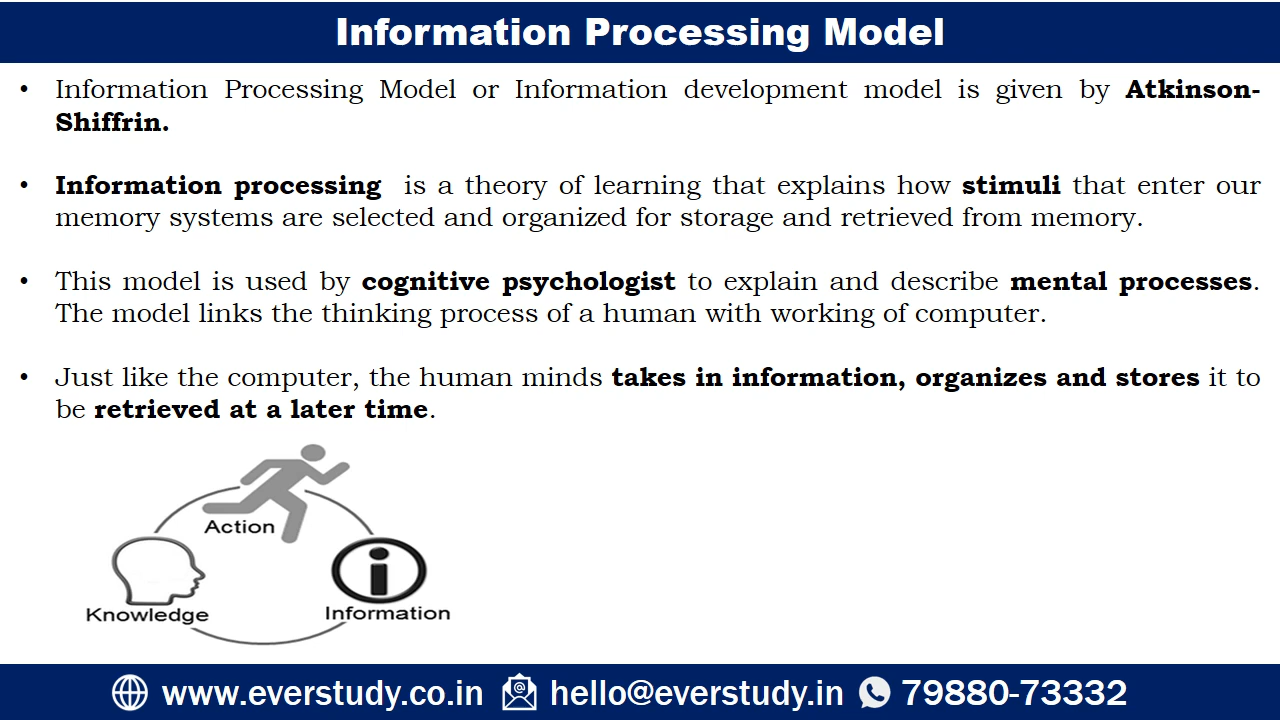 Information Processing Model
• Information Processing Model or Information development model is given by Atkinson-
Shiffrin.
• Information processing is a theory of learning that explains how stimuli that enter our
memory systems are selected and organized for storage and retrieved from memory.
• This model is used by cognitive psychologist to explain and describe mental processes.
The model links the thinking process of a human with working of computer.
• Just like the computer, the human minds takes in information, organizes and stores it to
be retrieved at a later time.
Action
Knowledge
Information
www.everstudy.co.in hello@everstudy.in 79880-73332